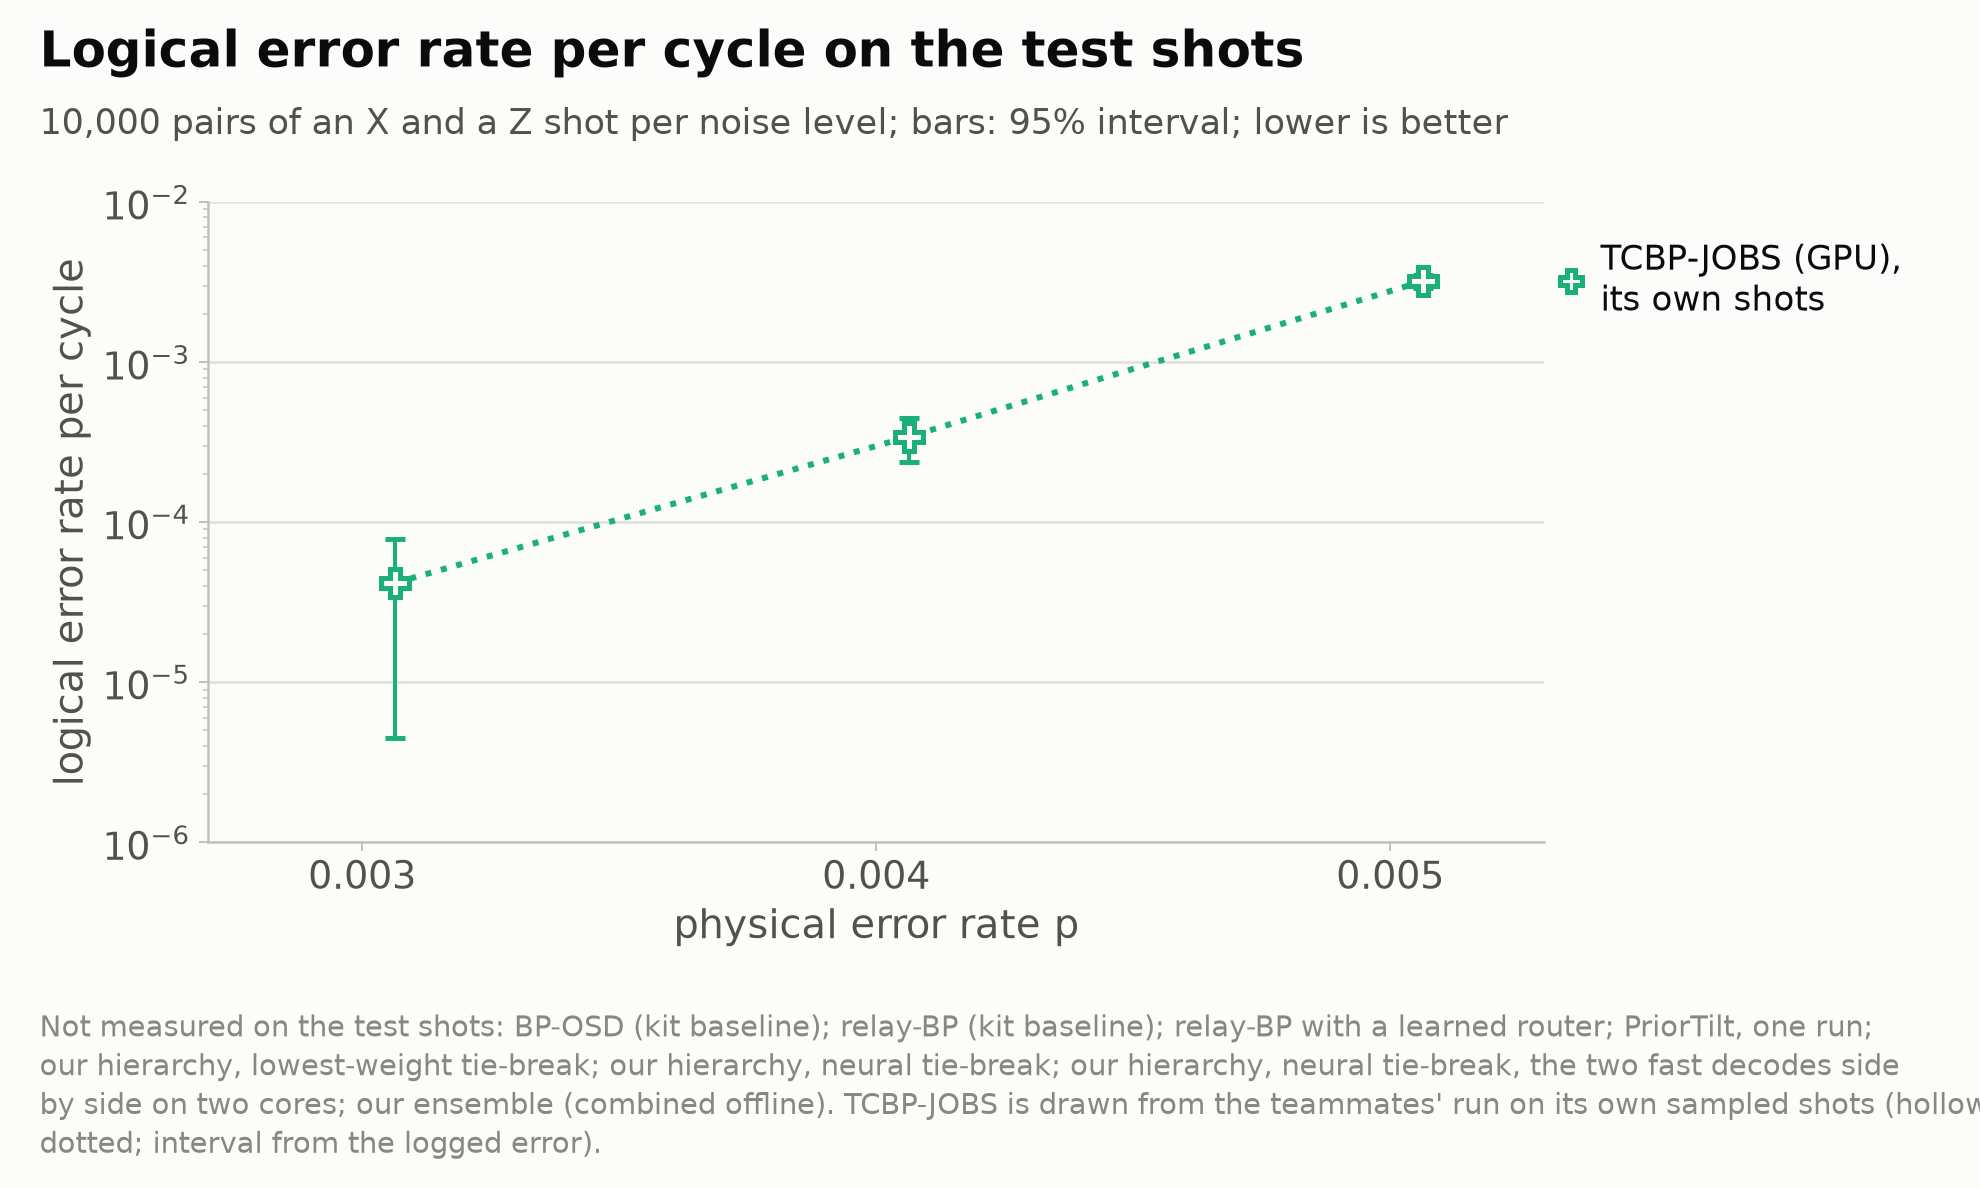 Logical error rate per cycle on the test shots
10,000 pairs of an X and a Z shot per noise level; bars: 95% interval; lower is better
10⁻²
10⁻³
10⁻⁴
10⁻⁵
10⁻⁶
logical error rate per cycle
TCBP-JOBS (GPU),
its own shots
0.003 0.004 0.005
physical error rate p
Not measured on the test shots: BP-OSD (kit baseline); relay-BP (kit baseline); relay-BP with a learned router; PriorTilt, one run;
our hierarchy, lowest-weight tie-break; our hierarchy, neural tie-break; our hierarchy, neural tie-break, the two fast decodes side
by side on two cores; our ensemble (combined offline). TCBP-JOBS is drawn from the teammates' run on its own sampled shots (hollow
dotted; interval from the logged error).